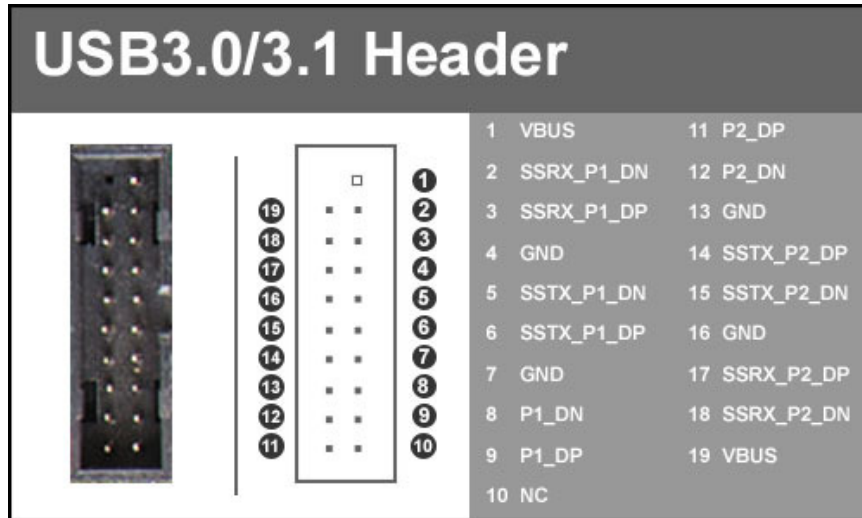 USB3.0/3.1 Header
1
19 2
18 3
17 4
16 5
15 6
14 7
13 8
12 9
11 10
1 VBUS 11 P2_DP
2 SSRX_P1_DN 12 P2_DN
3 SSRX_P1_DP 13 GND
4 GND 14 SSTX_P2_DP
5 SSTX_P1_DN 15 SSTX_P2_DN
6 SSTX_P1_DP 16 GND
7 GND 17 SSRX_P2_DP
8 P1_DN 18 SSRX_P2_DN
9 P1_DP 19 VBUS
10 NC